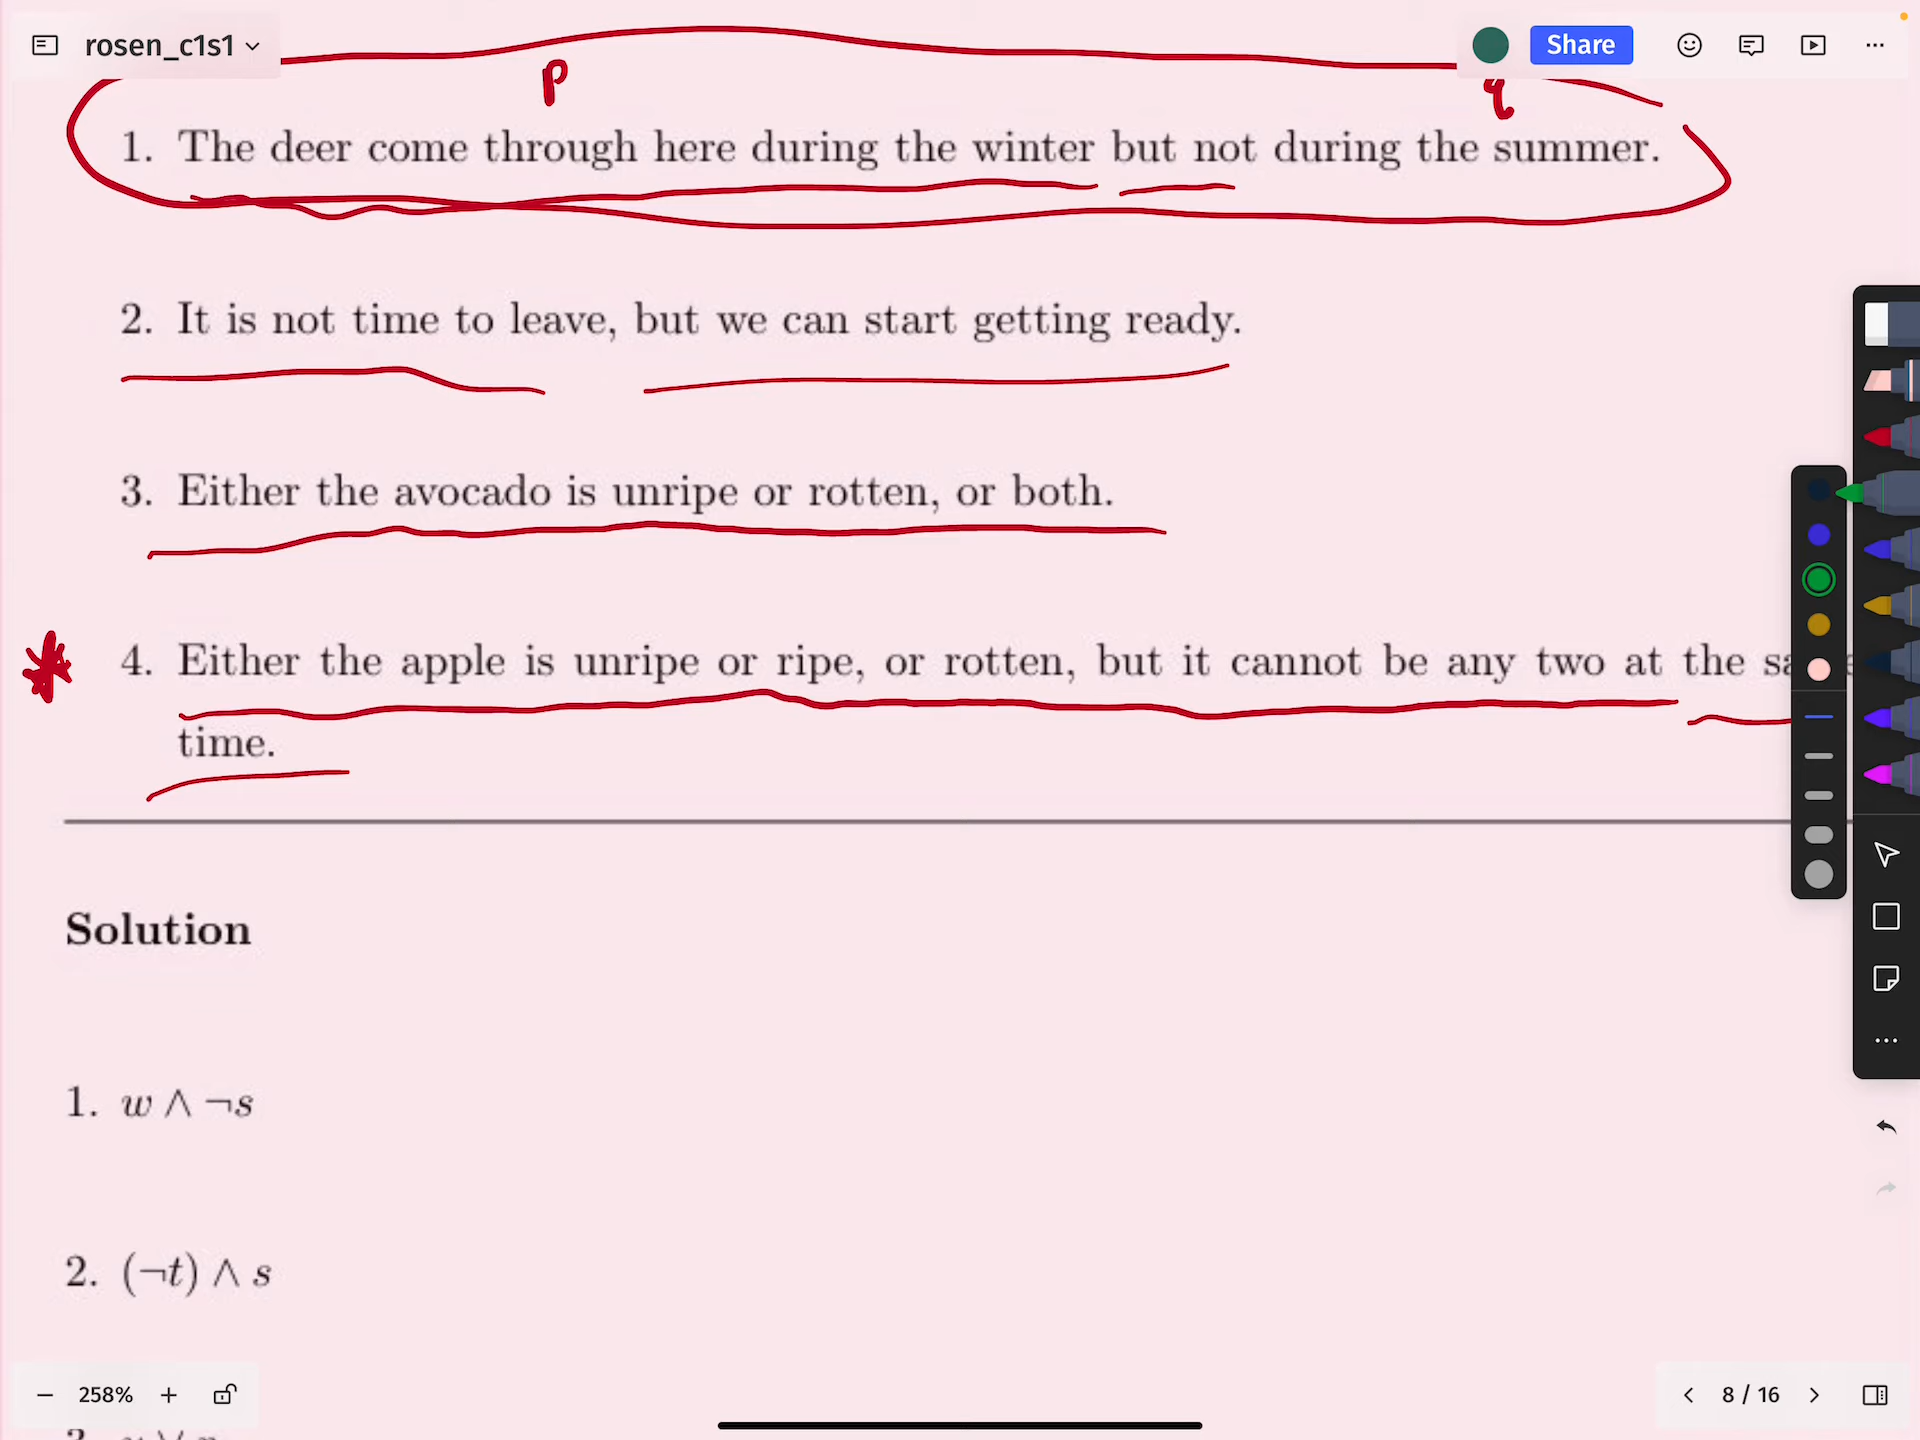 rosen_c1s1
Share
p
q
1. The deer come through here during the winter but not during the summer.
2. It is not time to leave, but we can start getting ready.
3. Either the avocado is unripe or rotten, or both.
4. Either the apple is unripe or ripe, or rotten, but it cannot be any two at the
time.
Solution
1. w ∧ ¬s
2. (¬t) ∧ s
258%
8 / 16